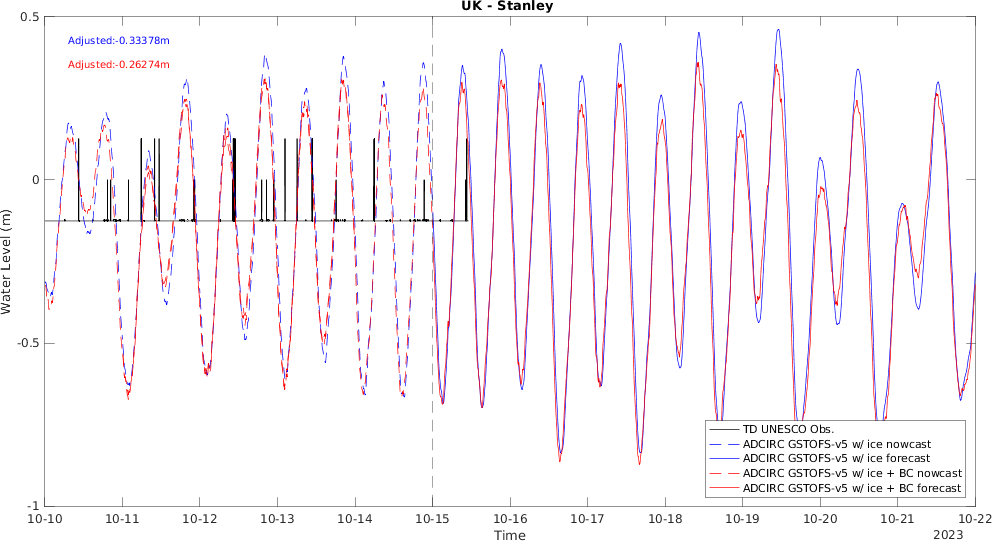 UK - Stanley
Adjusted:-0.33378m
Adjusted:-0.26274m
0.5
0
-0.5
-1
Water Level (m)
10-10 10-11 10-12 10-13 10-14 10-15 10-16 10-17 10-18 10-19 10-20 10-21 10-22
Time
2023
TD UNESCO Obs.
ADCIRC GSTOFS-v5 w/ ice nowcast
ADCIRC GSTOFS-v5 w/ ice forecast
ADCIRC GSTOFS-v5 w/ ice + BC nowcast
ADCIRC GSTOFS-v5 w/ ice + BC forecast